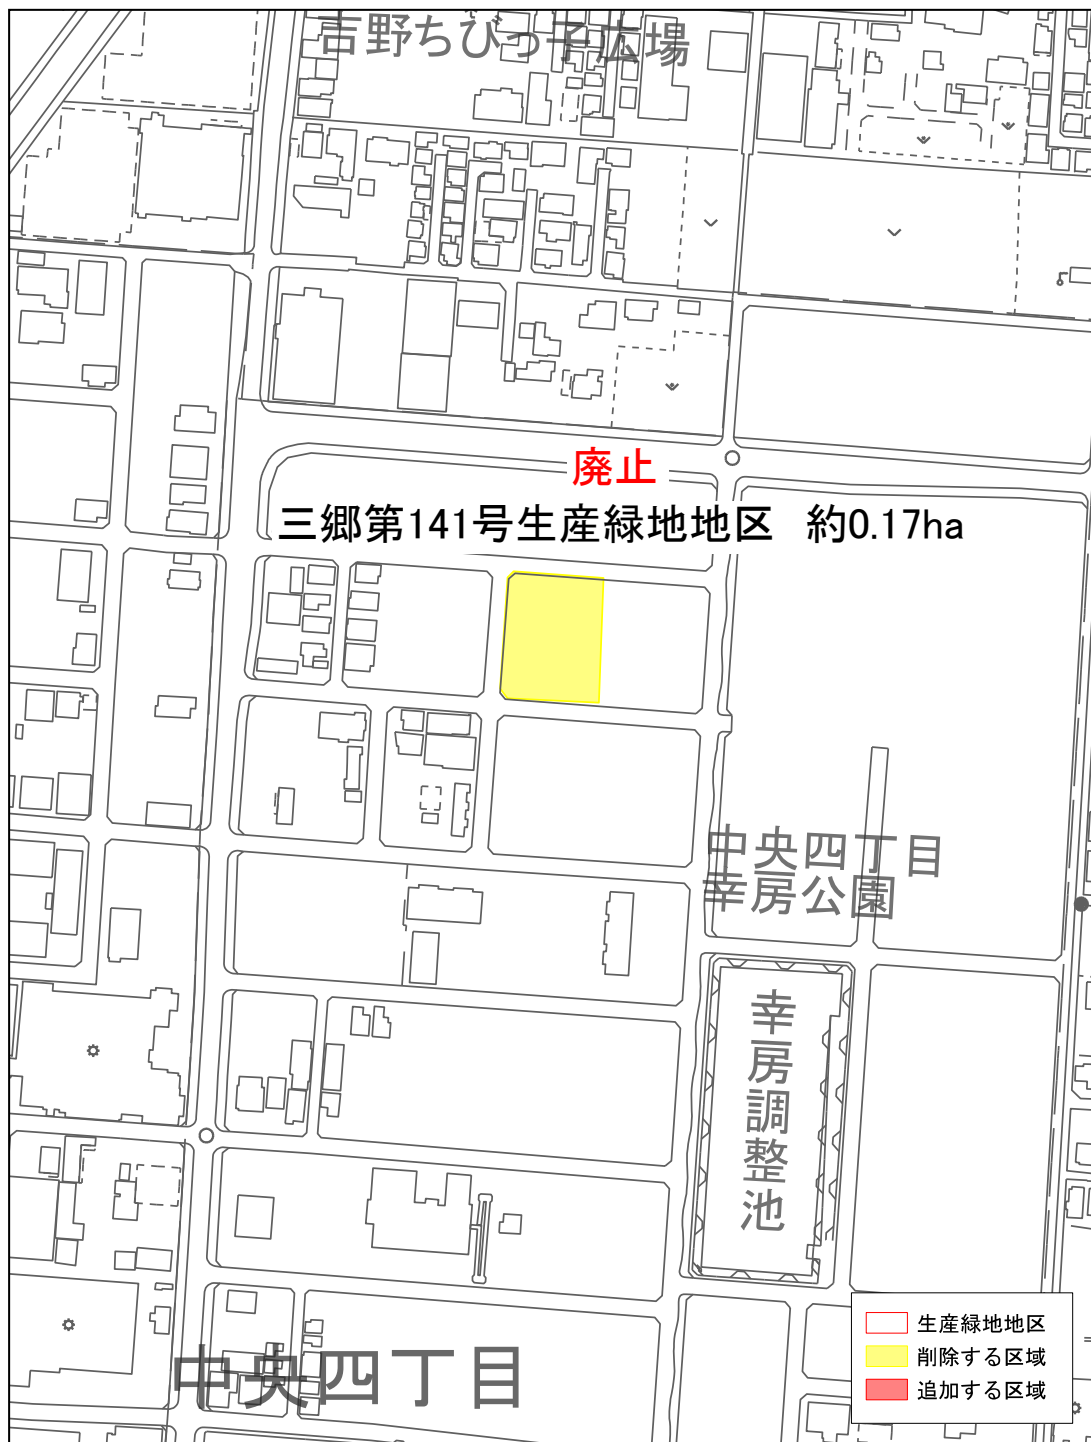 吉野ちびっ子広場
廃止
三郷第141号生産緑地地区　約0.17ha
中央四丁目
幸房公園
幸房調整池
中央四丁目
生産緑地地区
削除する区域
追加する区域